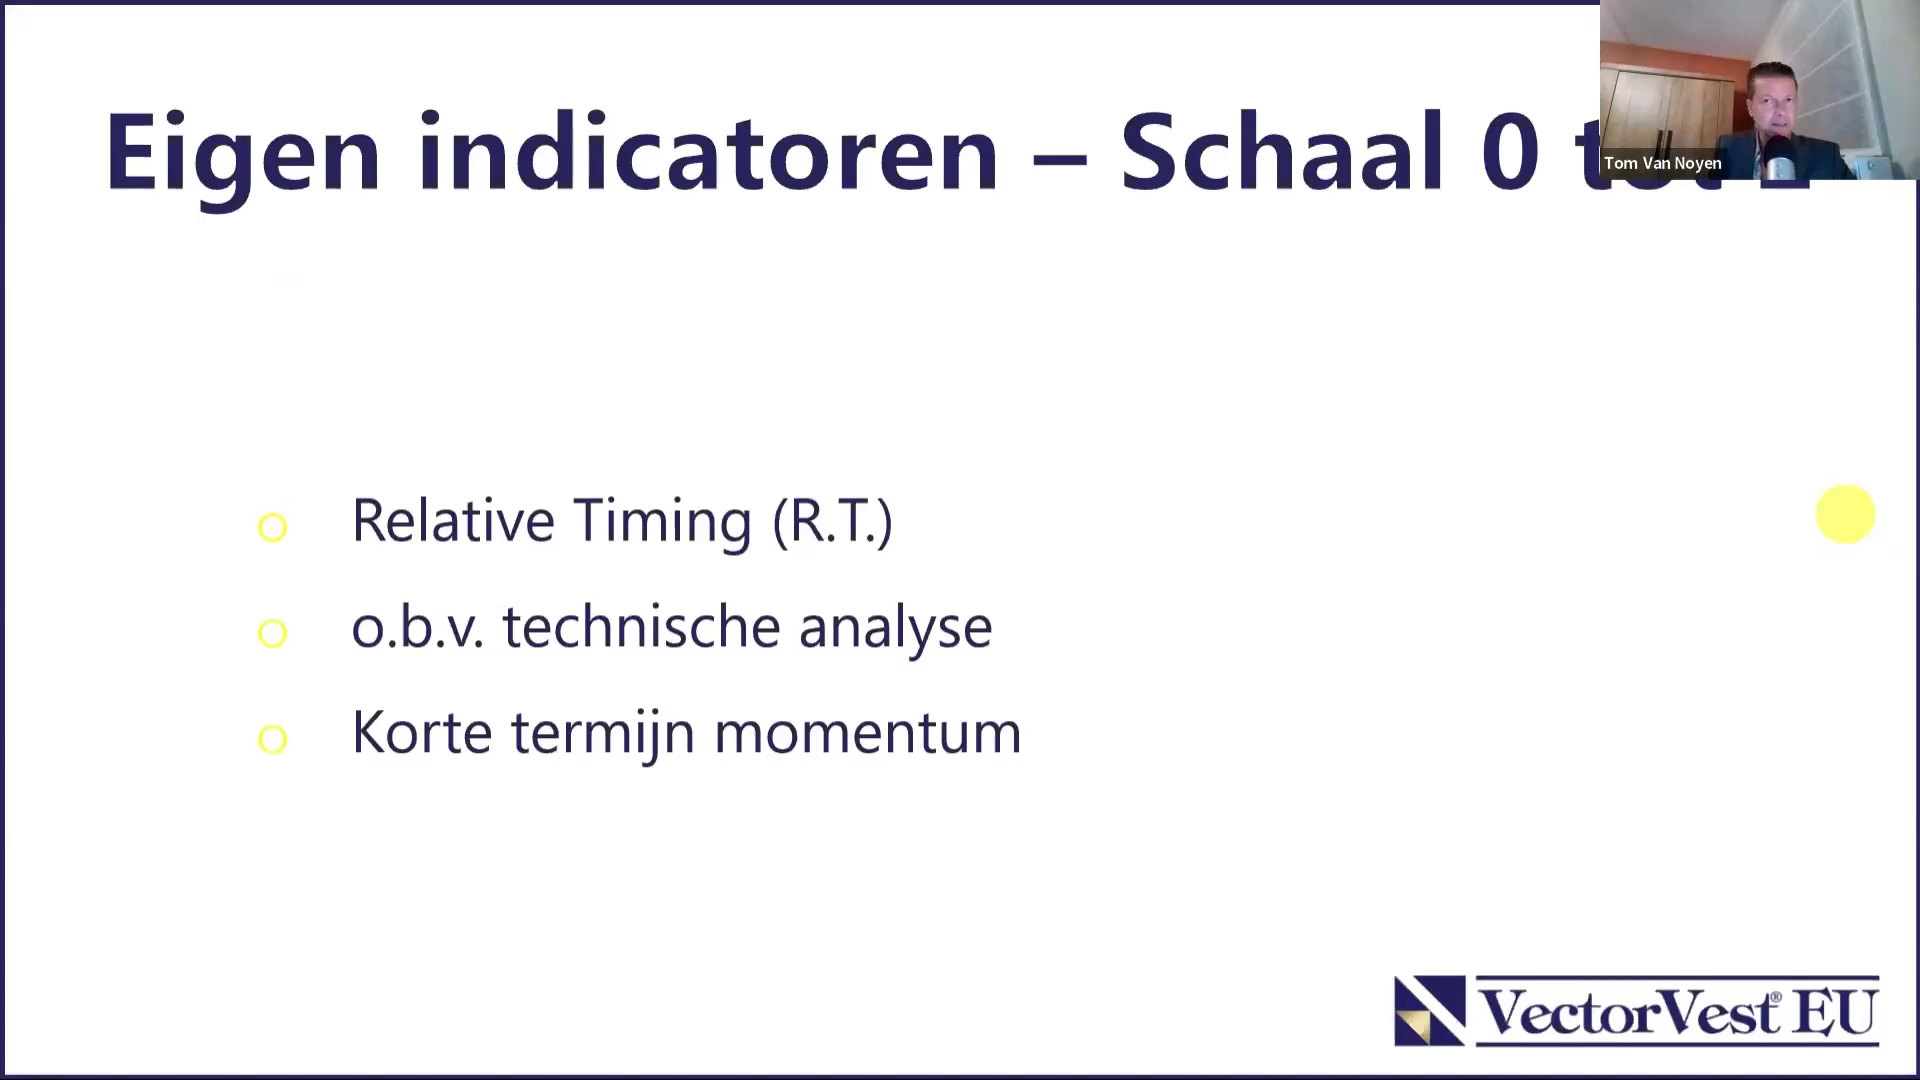 Eigen indicatoren – Schaal 0
Tom Van Noyen
Relative Timing (R.T.)
o.b.v. technische analyse
Korte termijn momentum
VectorVest® EU